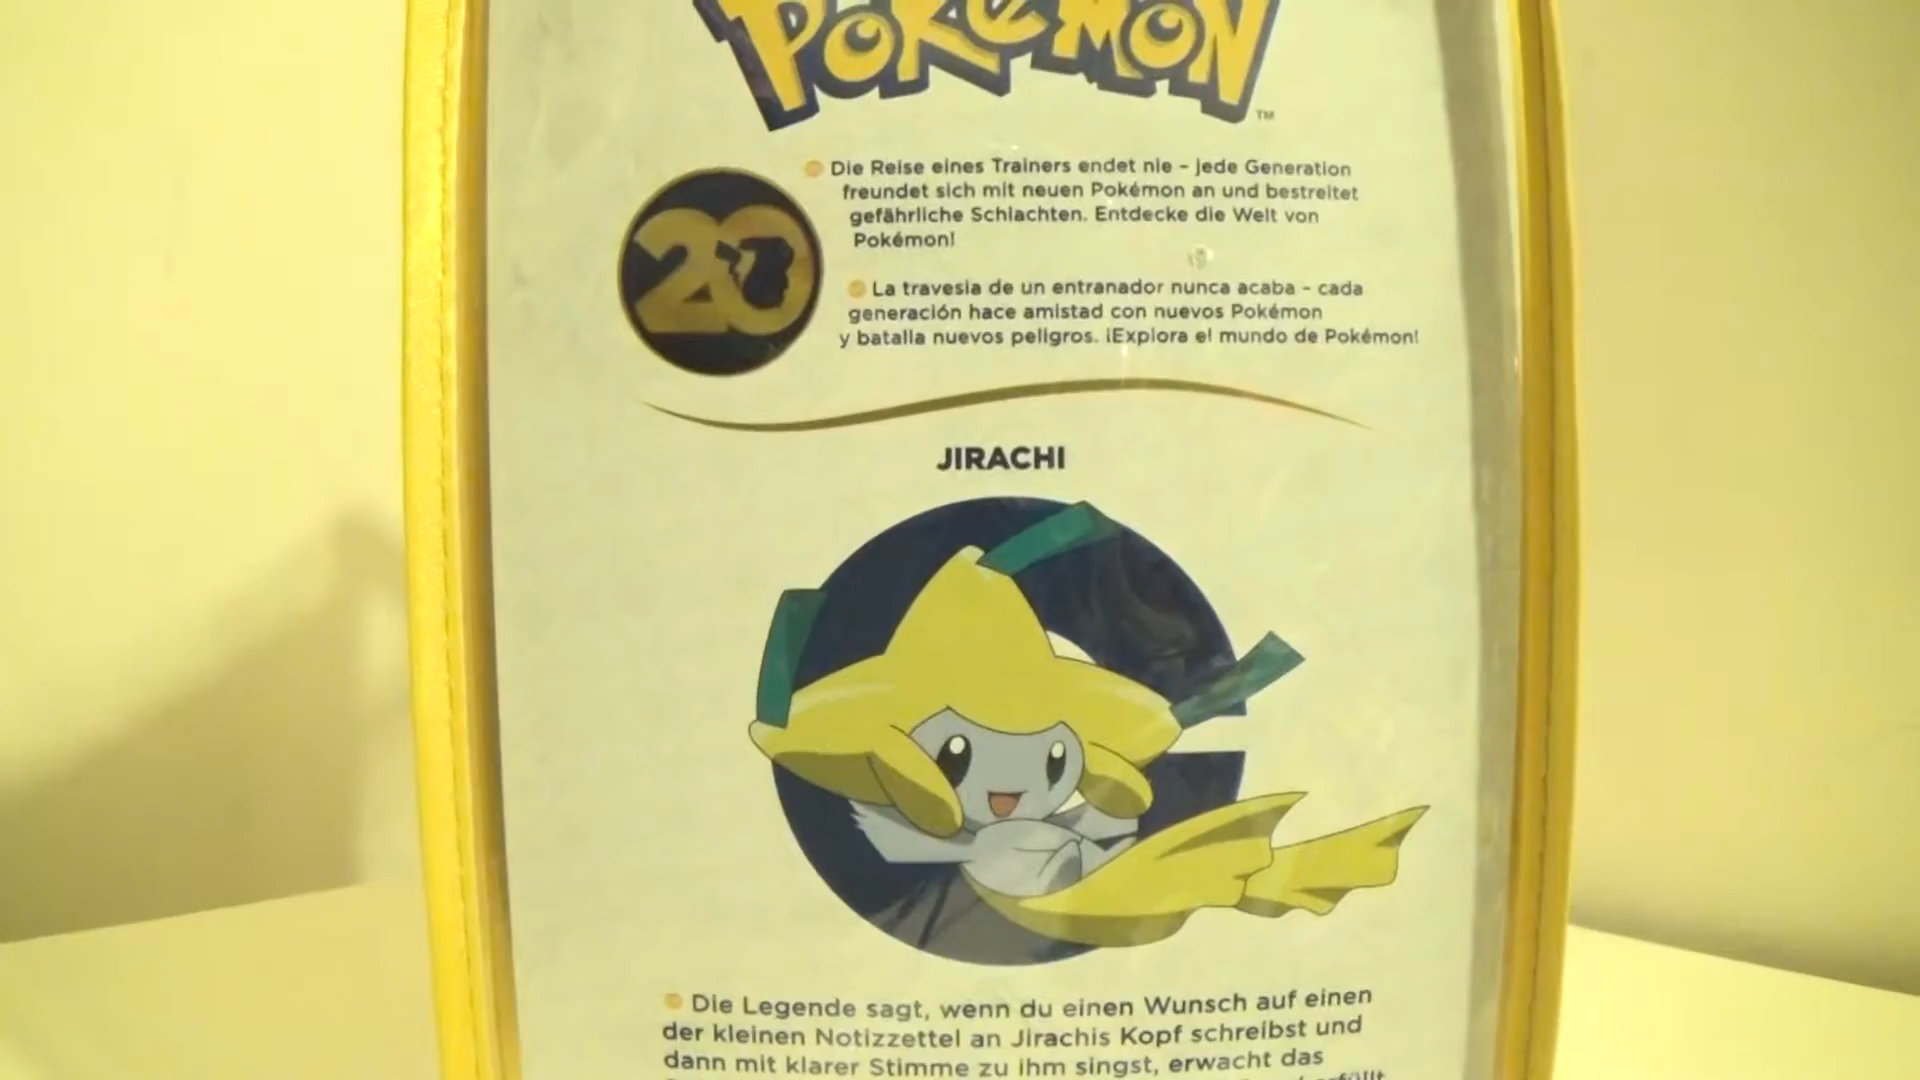 POKéMON
TM
Die Reise eines Trainers endet nie - jede Generation
freundet sich mit neuen Pokémon an und bestreitet
gefährliche Schlachten. Entdecke die Welt von
Pokémon!
20
La travesia de un entranador nunca acaba - cada
generación hace amistad con nuevos Pokémon
y batalla nuevos peligros. ¡Explora el mundo de Pokémon!
JIRACHI
Die Legende sagt, wenn du einen Wunsch auf einen
der kleinen Notizzettel an Jirachis Kopf schreibst und
dann mit klarer Stimme zu ihm singst, erwacht das